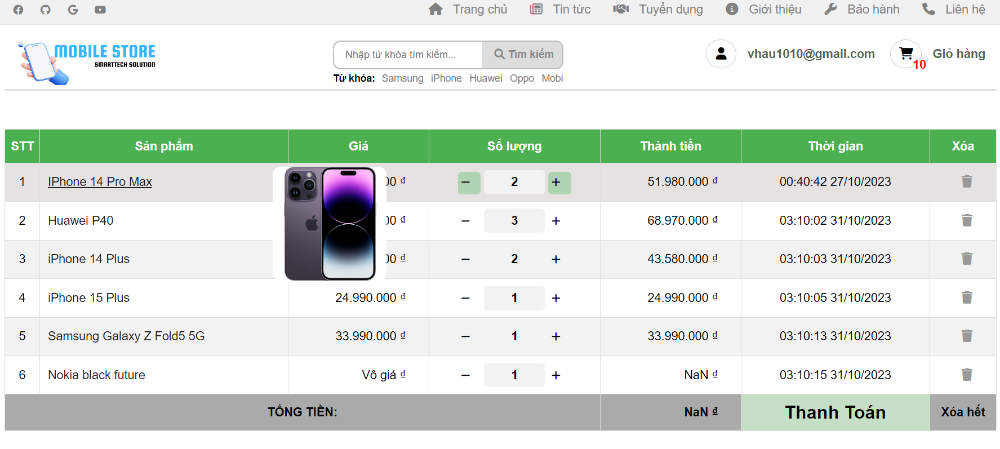 Trang chủ Tin tức Tuyển dụng Giới thiệu Bảo hành Liên hệ
MOBILE STORE
SMARTTECH SOLUTION
Nhập từ khóa tìm kiếm... Tìm kiếm
Từ khóa: Samsung iPhone Huawei Oppo Mobi
vhau1010@gmail.com 10 Giỏ hàng
STT Sản phẩm Giá Số lượng Thành tiền Thời gian Xóa
1 IPhone 14 Pro Max 00 ₫ − 2 + 51.980.000 ₫ 00:40:42 27/10/2023
2 Huawei P40 00 ₫ − 3 + 68.970.000 ₫ 03:10:02 31/10/2023
3 iPhone 14 Plus 00 ₫ − 2 + 43.580.000 ₫ 03:10:03 31/10/2023
4 iPhone 15 Plus 24.990.000 ₫ − 1 + 24.990.000 ₫ 03:10:05 31/10/2023
5 Samsung Galaxy Z Fold5 5G 33.990.000 ₫ − 1 + 33.990.000 ₫ 03:10:13 31/10/2023
6 Nokia black future Vô giá ₫ − 1 + NaN ₫ 03:10:15 31/10/2023
TỔNG TIỀN: NaN ₫ Thanh Toán Xóa hết